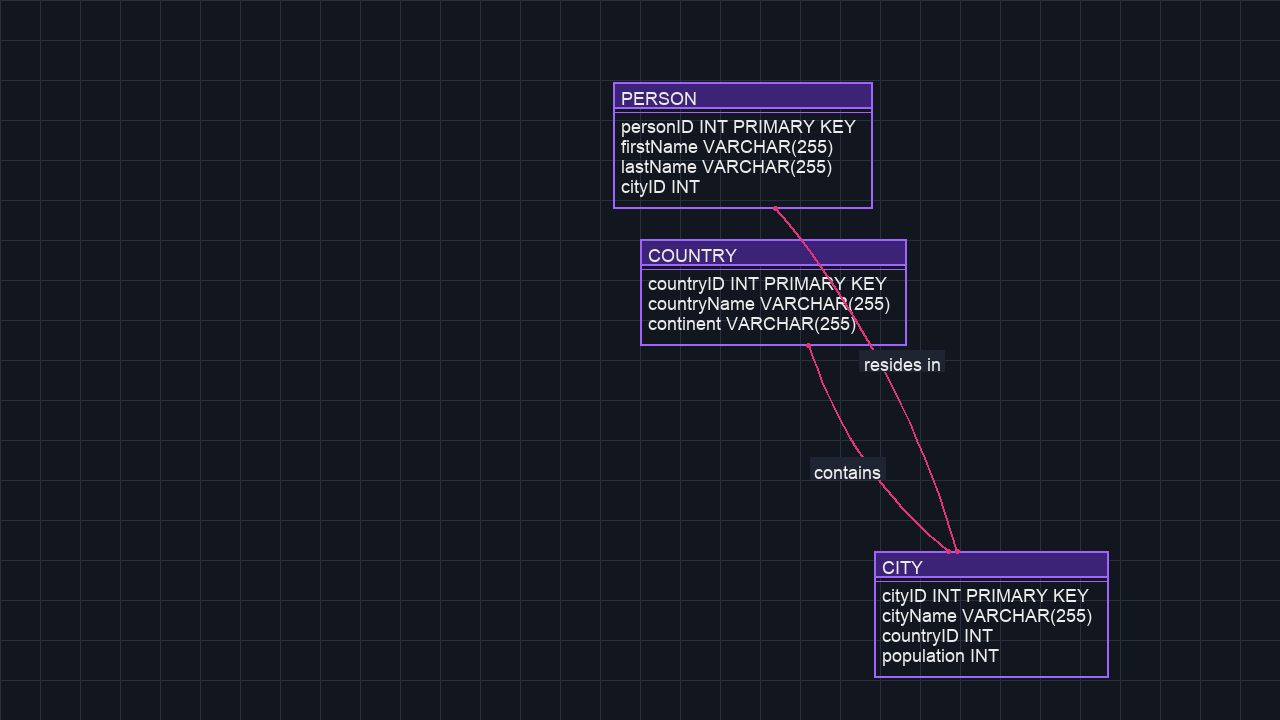 PERSON
personID INT PRIMARY KEY
firstName VARCHAR(255)
lastName VARCHAR(255)
cityID INT
COUNTRY
countryID INT PRIMARY KEY
countryName VARCHAR(255)
continent VARCHAR(255)
resides in
contains
CITY
cityID INT PRIMARY KEY
cityName VARCHAR(255)
countryID INT
population INT